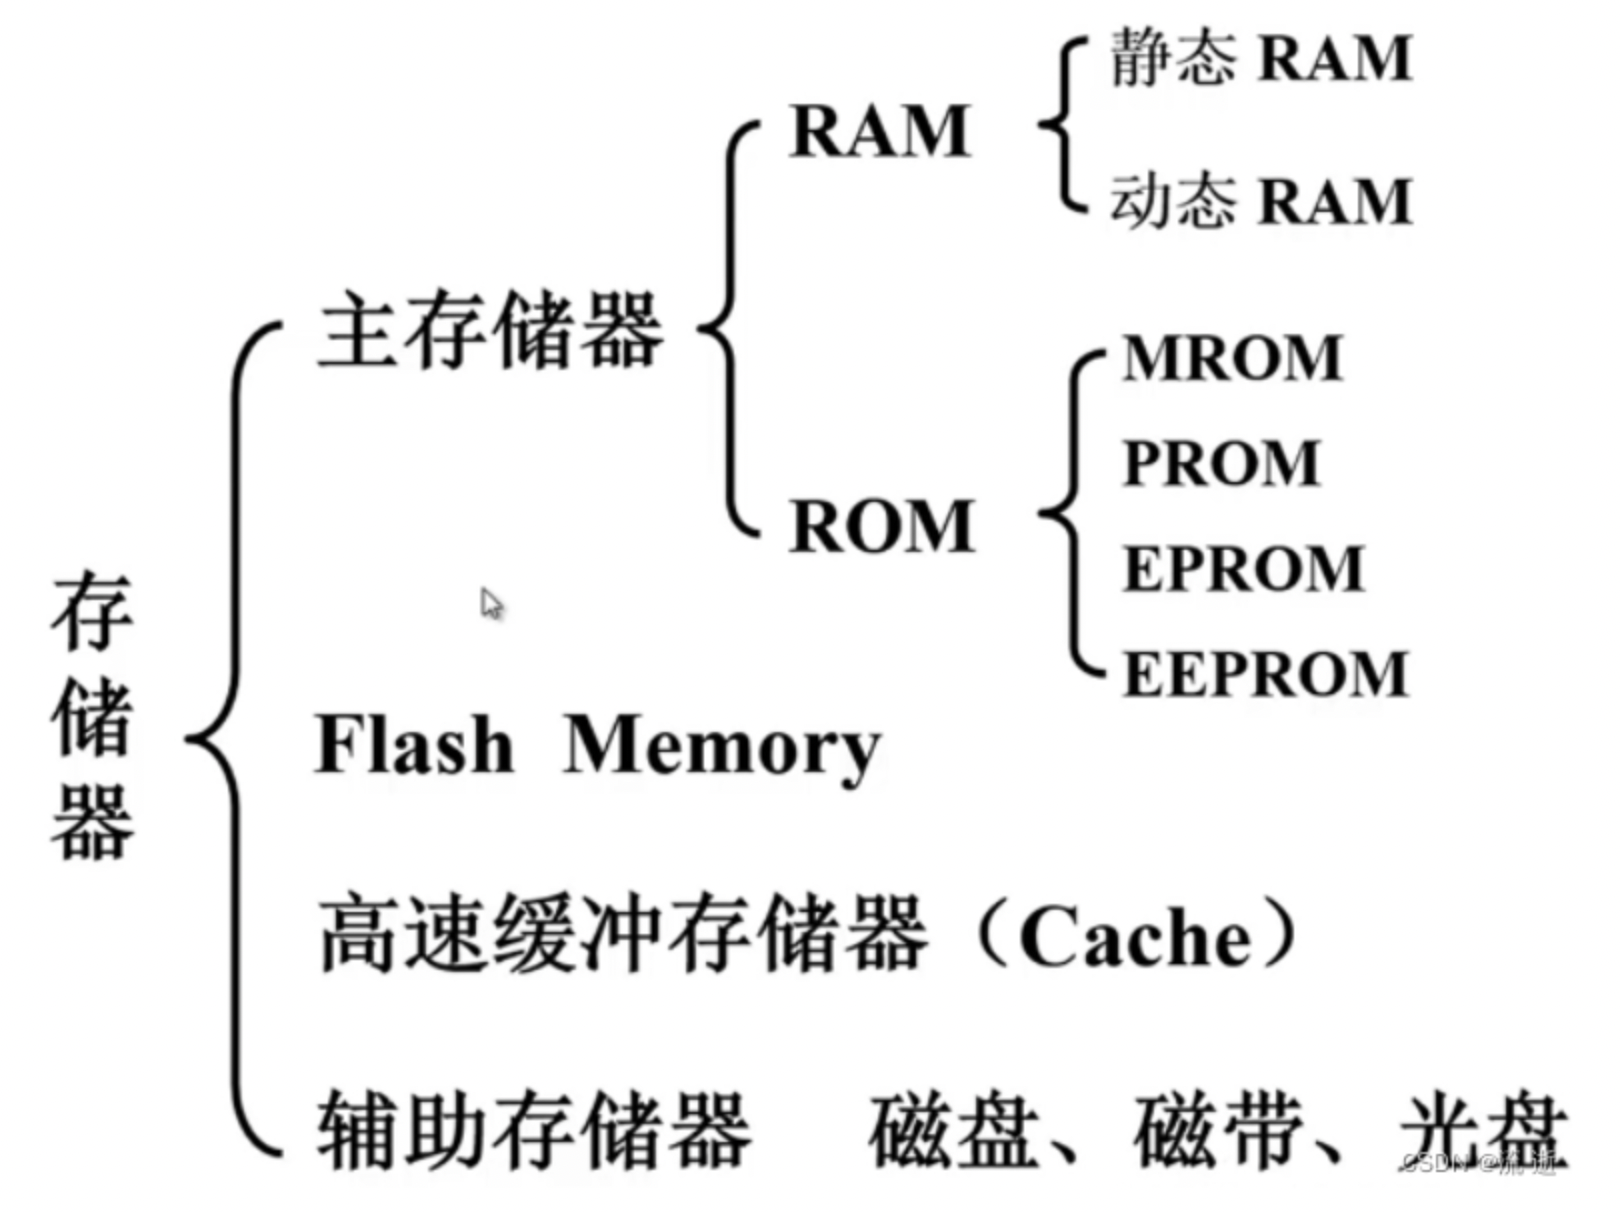 静态 RAM
RAM
动态 RAM
主存储器
MROM
PROM
ROM
EPROM
EEPROM
存储器
Flash Memory
高速缓冲存储器（Cache）
辅助存储器 磁盘、磁带、光盘
CSDN @流 逝